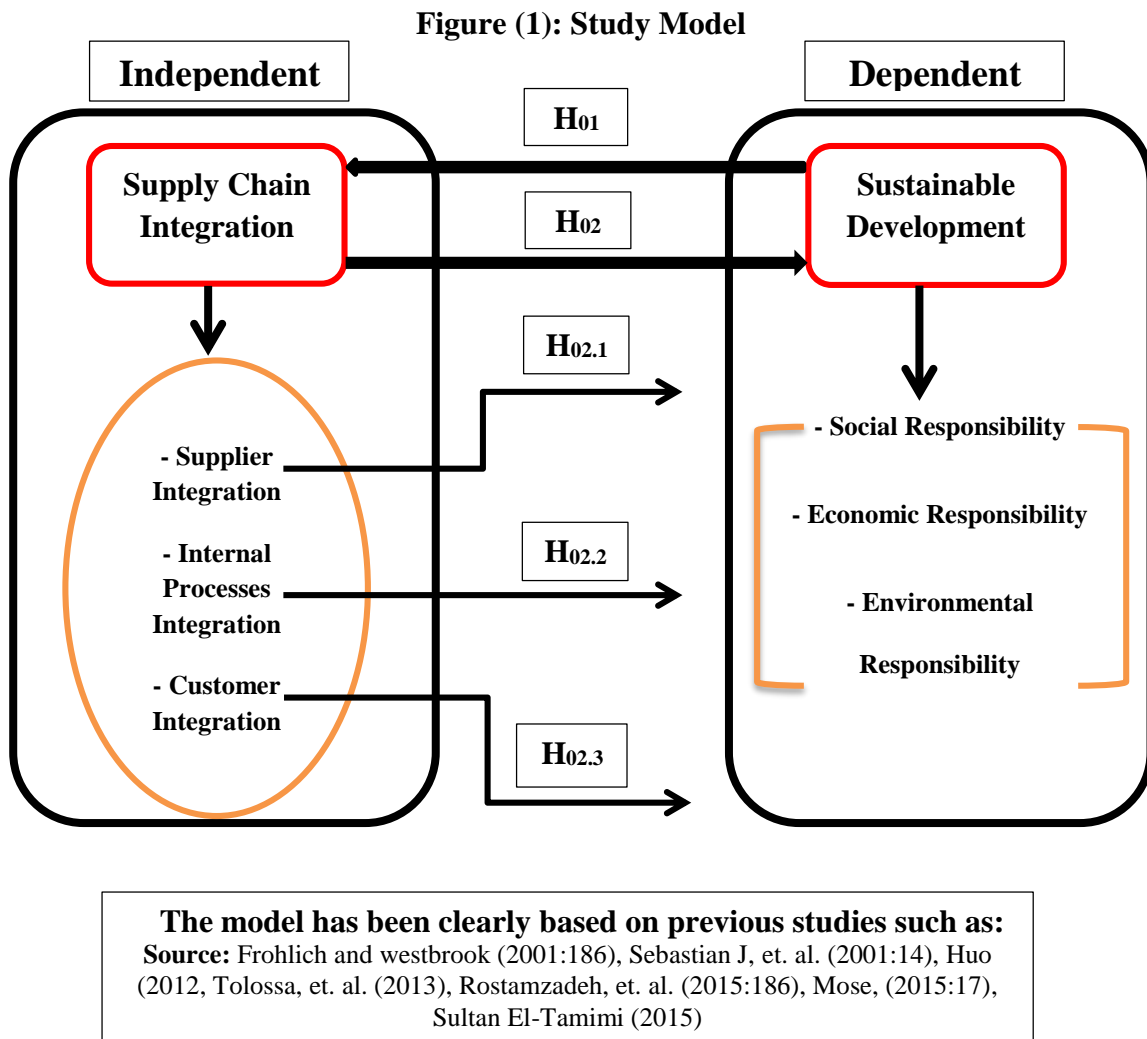 Figure (1): Study Model
Independent
Dependent
H01
Supply Chain
Integration
Sustainable
Development
H02
H02.1
- Social Responsibility
- Supplier
Integration
- Economic Responsibility
H02.2
- Internal
Processes
Integration
- Environmental
Responsibility
- Customer
Integration
H02.3
The model has been clearly based on previous studies such as:
Source: Frohlich and westbrook (2001:186), Sebastian J, et. al. (2001:14), Huo
(2012, Tolossa, et. al. (2013), Rostamzadeh, et. al. (2015:186), Mose, (2015:17),
Sultan El-Tamimi (2015)